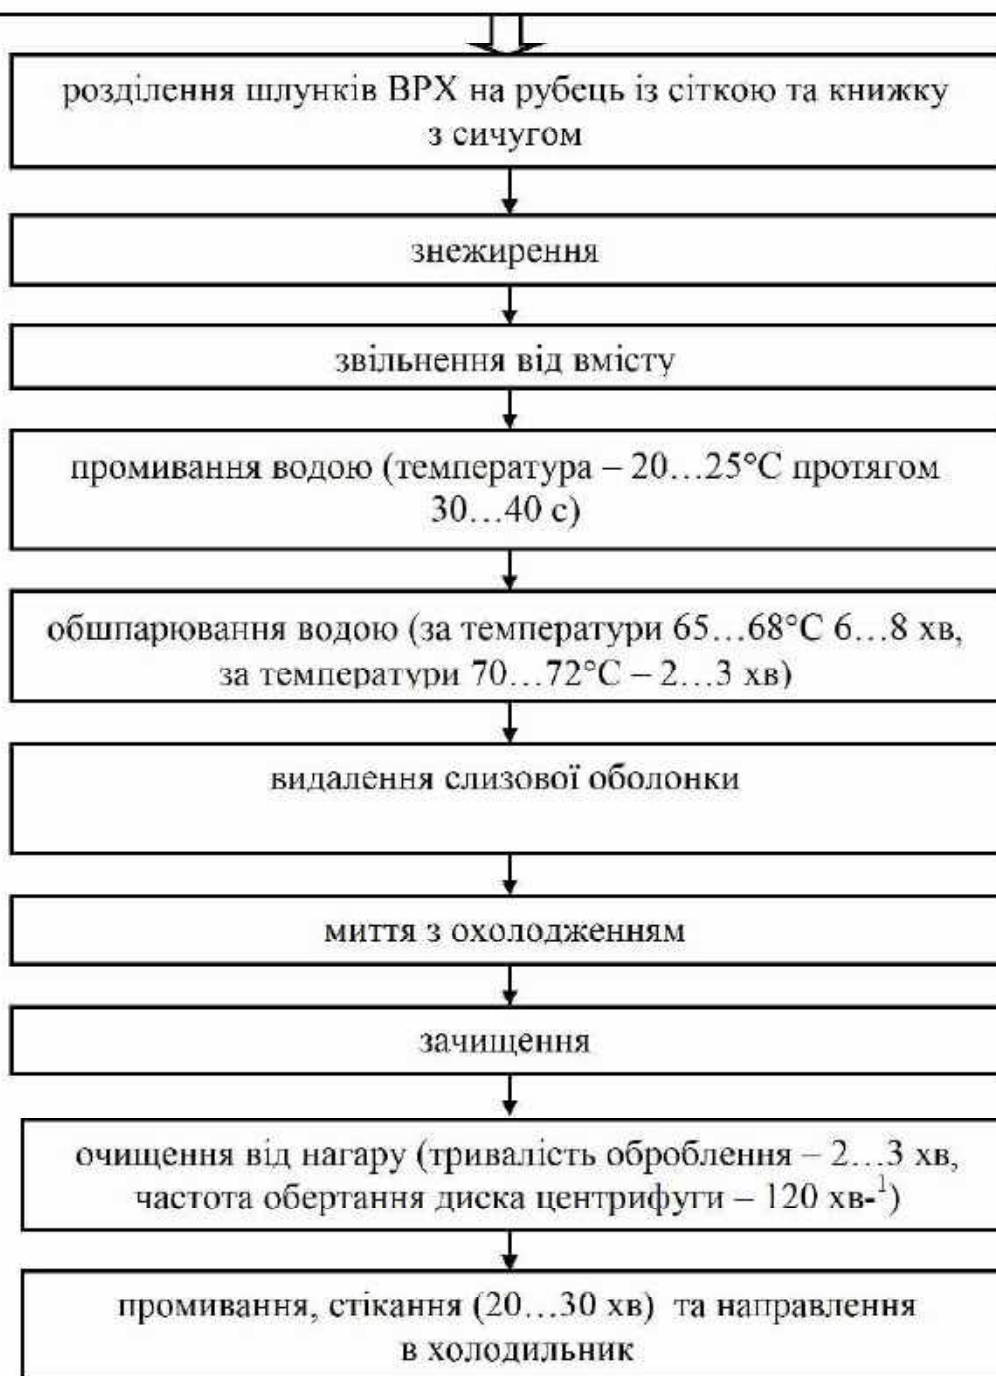 розділення шлунків ВРХ на рубець із сіткою та книжку
з сичугом
знежирення
звільнення від вмісту
промивання водою (температура – 20…25°С протягом
30…40 с)
обшпарювання водою (за температури 65…68°С 6…8 хв,
за температури 70…72°С – 2…3 хв)
видалення слизової оболонки
миття з охолодженням
зачищення
очищення від нагару (тривалість оброблення – 2…3 хв,
частота обертання диска центрифуги – 120 хв-¹)
промивання, стікання (20…30 хв) та направлення
в холодильник